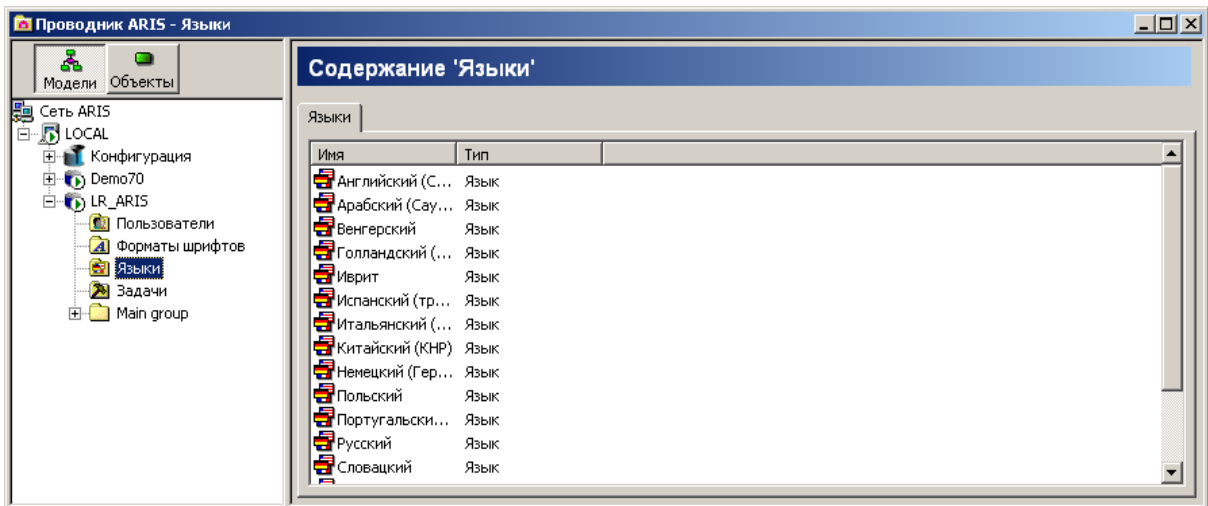 Проводник ARIS - Языки
Модели Объекты
Сеть ARIS
LOCAL
Конфигурация
Demo70
LR_ARIS
Пользователи
Форматы шрифтов
Языки
Задачи
Main group
Содержание 'Языки'
Языки
Имя Тип
Английский (С... Язык
Арабский (Сау... Язык
Венгерский Язык
Голландский (... Язык
Иврит Язык
Испанский (тр... Язык
Итальянский (... Язык
Китайский (КНР) Язык
Немецкий (Гер... Язык
Польский Язык
Португальски... Язык
Русский Язык
Словацкий Язык